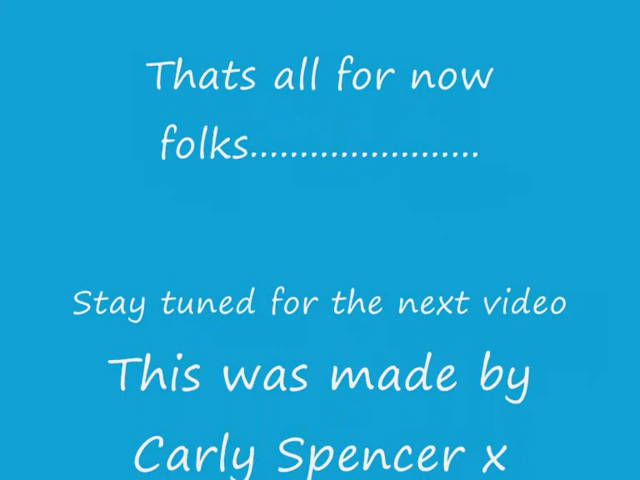 Thats all for now
folks.......................
Stay tuned for the next video
This was made by
Carly Spencer x